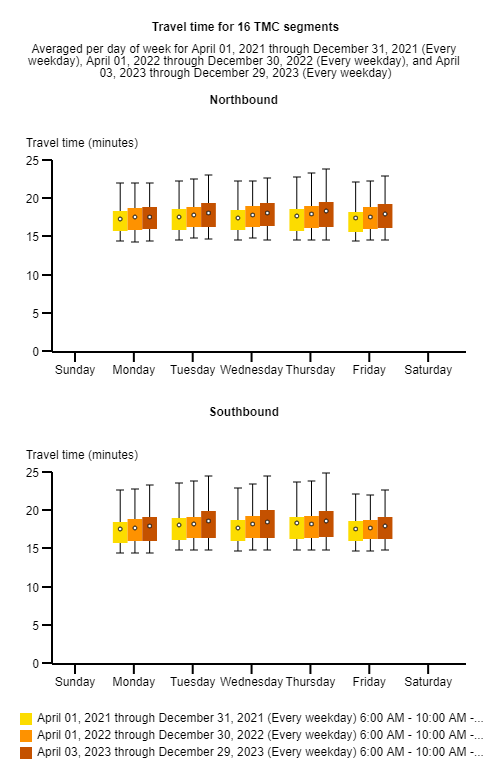 Travel time for 16 TMC segments
Averaged per day of week for April 01, 2021 through December 31, 2021 (Every
weekday), April 01, 2022 through December 30, 2022 (Every weekday), and April
03, 2023 through December 29, 2023 (Every weekday)
Northbound
Travel time (minutes)
25
20
15
10
5
0
Sunday Monday Tuesday Wednesday Thursday Friday Saturday
Southbound
Travel time (minutes)
25
20
15
10
5
0
Sunday Monday Tuesday Wednesday Thursday Friday Saturday
April 01, 2021 through December 31, 2021 (Every weekday) 6:00 AM - 10:00 AM -...
April 01, 2022 through December 30, 2022 (Every weekday) 6:00 AM - 10:00 AM -...
April 03, 2023 through December 29, 2023 (Every weekday) 6:00 AM - 10:00 AM -...